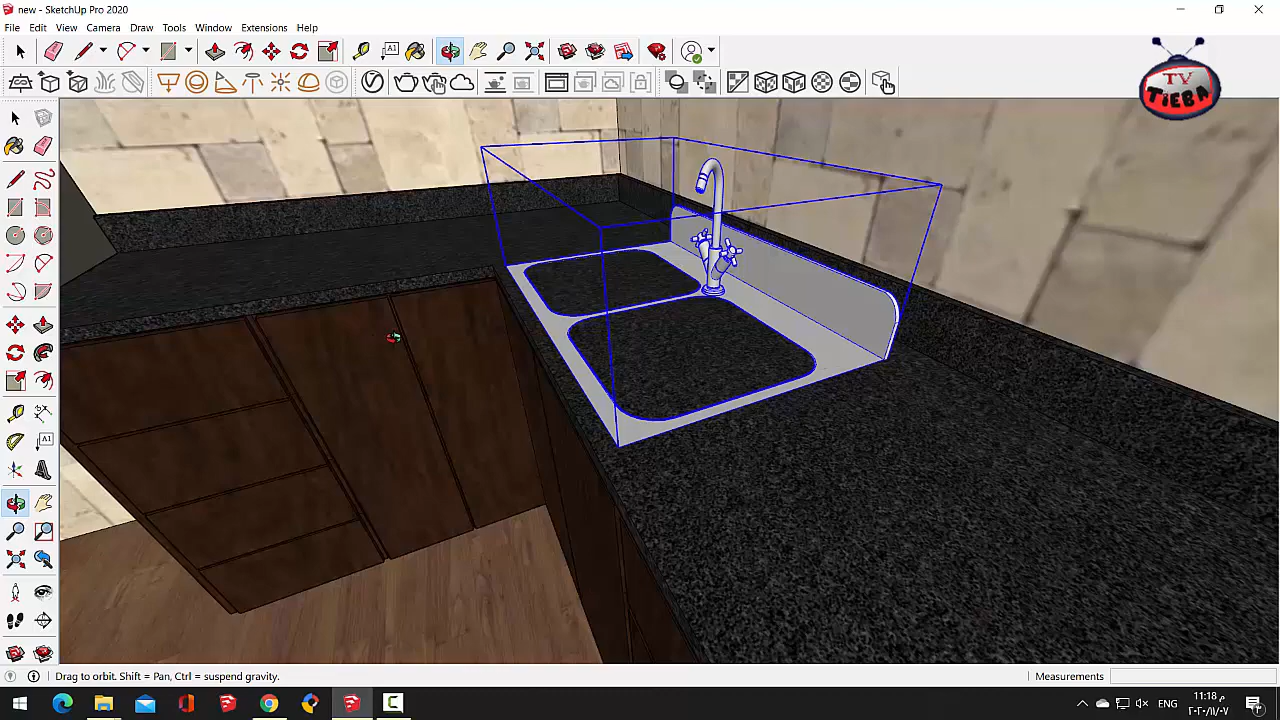 new - SketchUp Pro 2020
File Edit View Camera Draw Tools Window Extensions Help
TV
TiEBA
Drag to orbit. Shift = Pan, Ctrl = suspend gravity.
Measurements
ENG
11:18 م